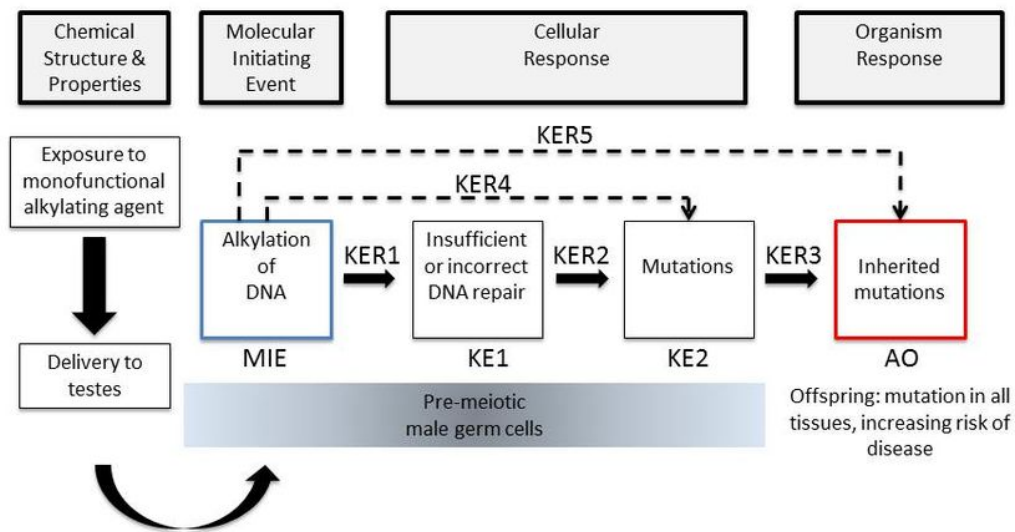 Chemical
Structure &
Properties
Molecular
Initiating
Event
Cellular
Response
Organism
Response
KER5
Exposure to
monofunctional
alkylating agent
KER4
Alkylation
of
DNA
KER1
Insufficient
or incorrect
DNA repair
KER2
Mutations
KER3
Inherited
mutations
Delivery to
testes
MIE
KE1
KE2
AO
Pre-meiotic
male germ cells
Offspring: mutation in all
tissues, increasing risk of
disease